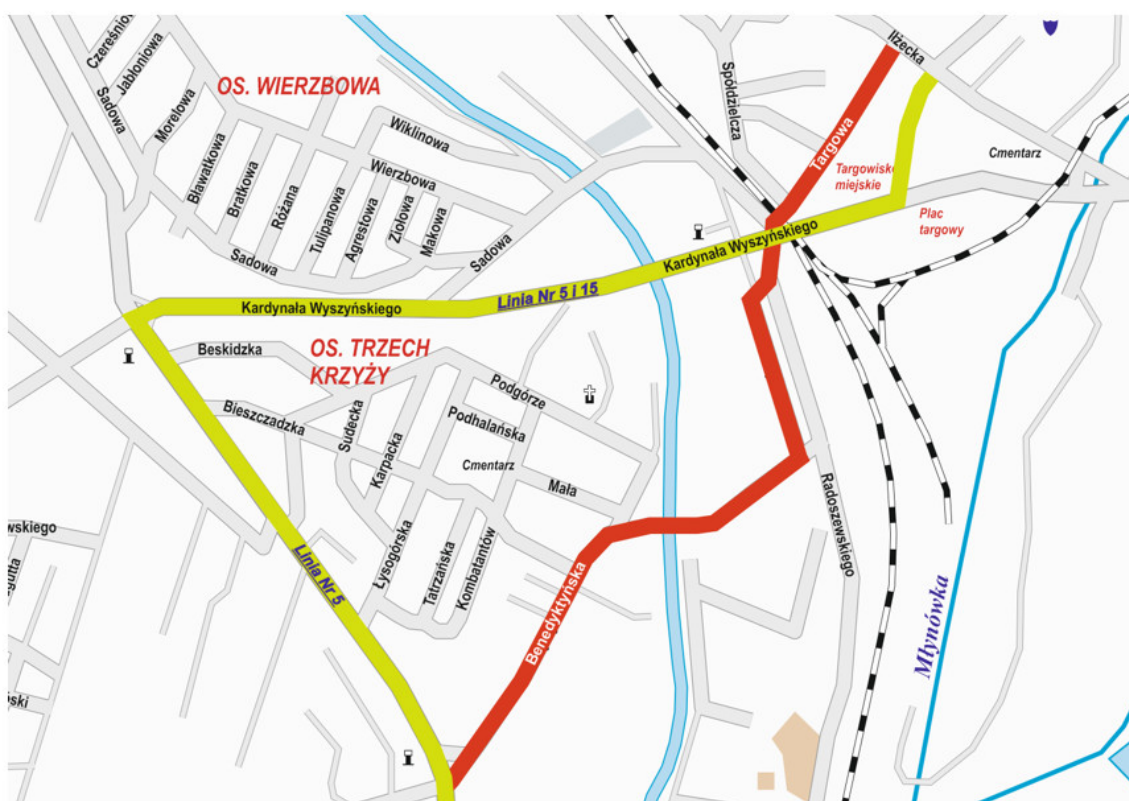 Iłżecka
Czereśniowa
Jabłoniowa
Sadowa
Morelowa
OS. WIERZBOWA
Spółdzielcza
Targowa
Wiklinowa
Wierzbowa
Cmentarz
Targowisko
miejskie
Bławatkowa
Bratkowa
Różana
Tulipanowa
Agrestowa
Ziołowa
Makowa
Sadowa
Sadowa
Plac
targowy
Kardynała Wyszyńskiego
Linia Nr 5 i 15
Kardynała Wyszyńskiego
Beskidzka
OS. TRZECH
KRZYŻY
Podgórze
Bieszczadzka
Sudecka
Karpacka
Podhalańska
Cmentarz
Mała
Radoszewskiego
wskiego
Linia Nr 5
Łysogórska
Tatrzańska
Kombatantów
Benedyktyńska
Młynówka